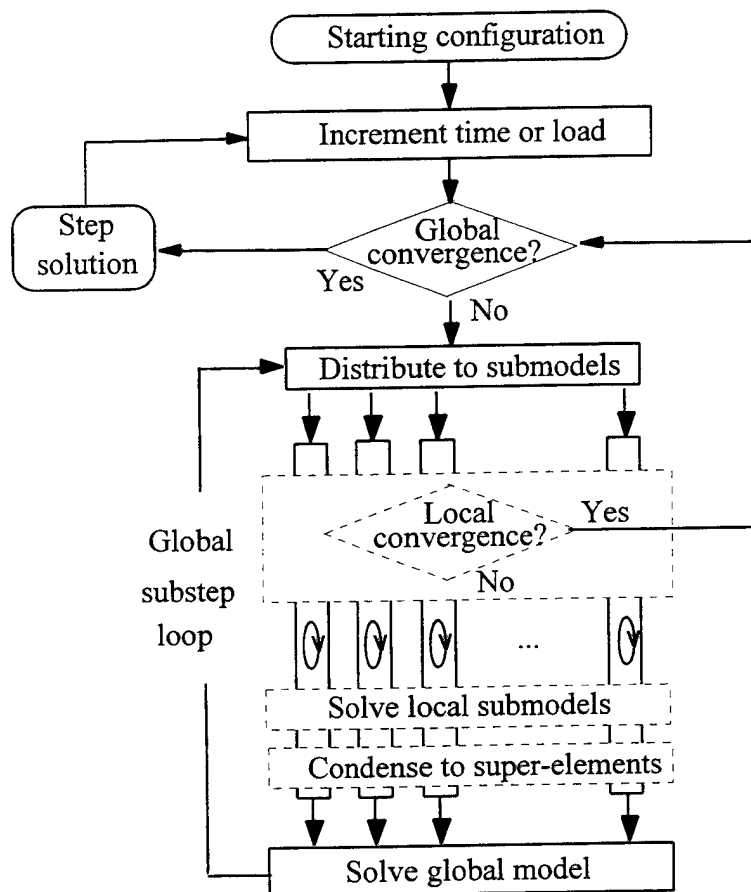 Starting configuration
Increment time or load
Step
solution
Global
convergence?
Yes
No
Distribute to submodels
Local
convergence?
Yes
No
Global
substep
loop
...
Solve local submodels
Condense to super-elements
Solve global model